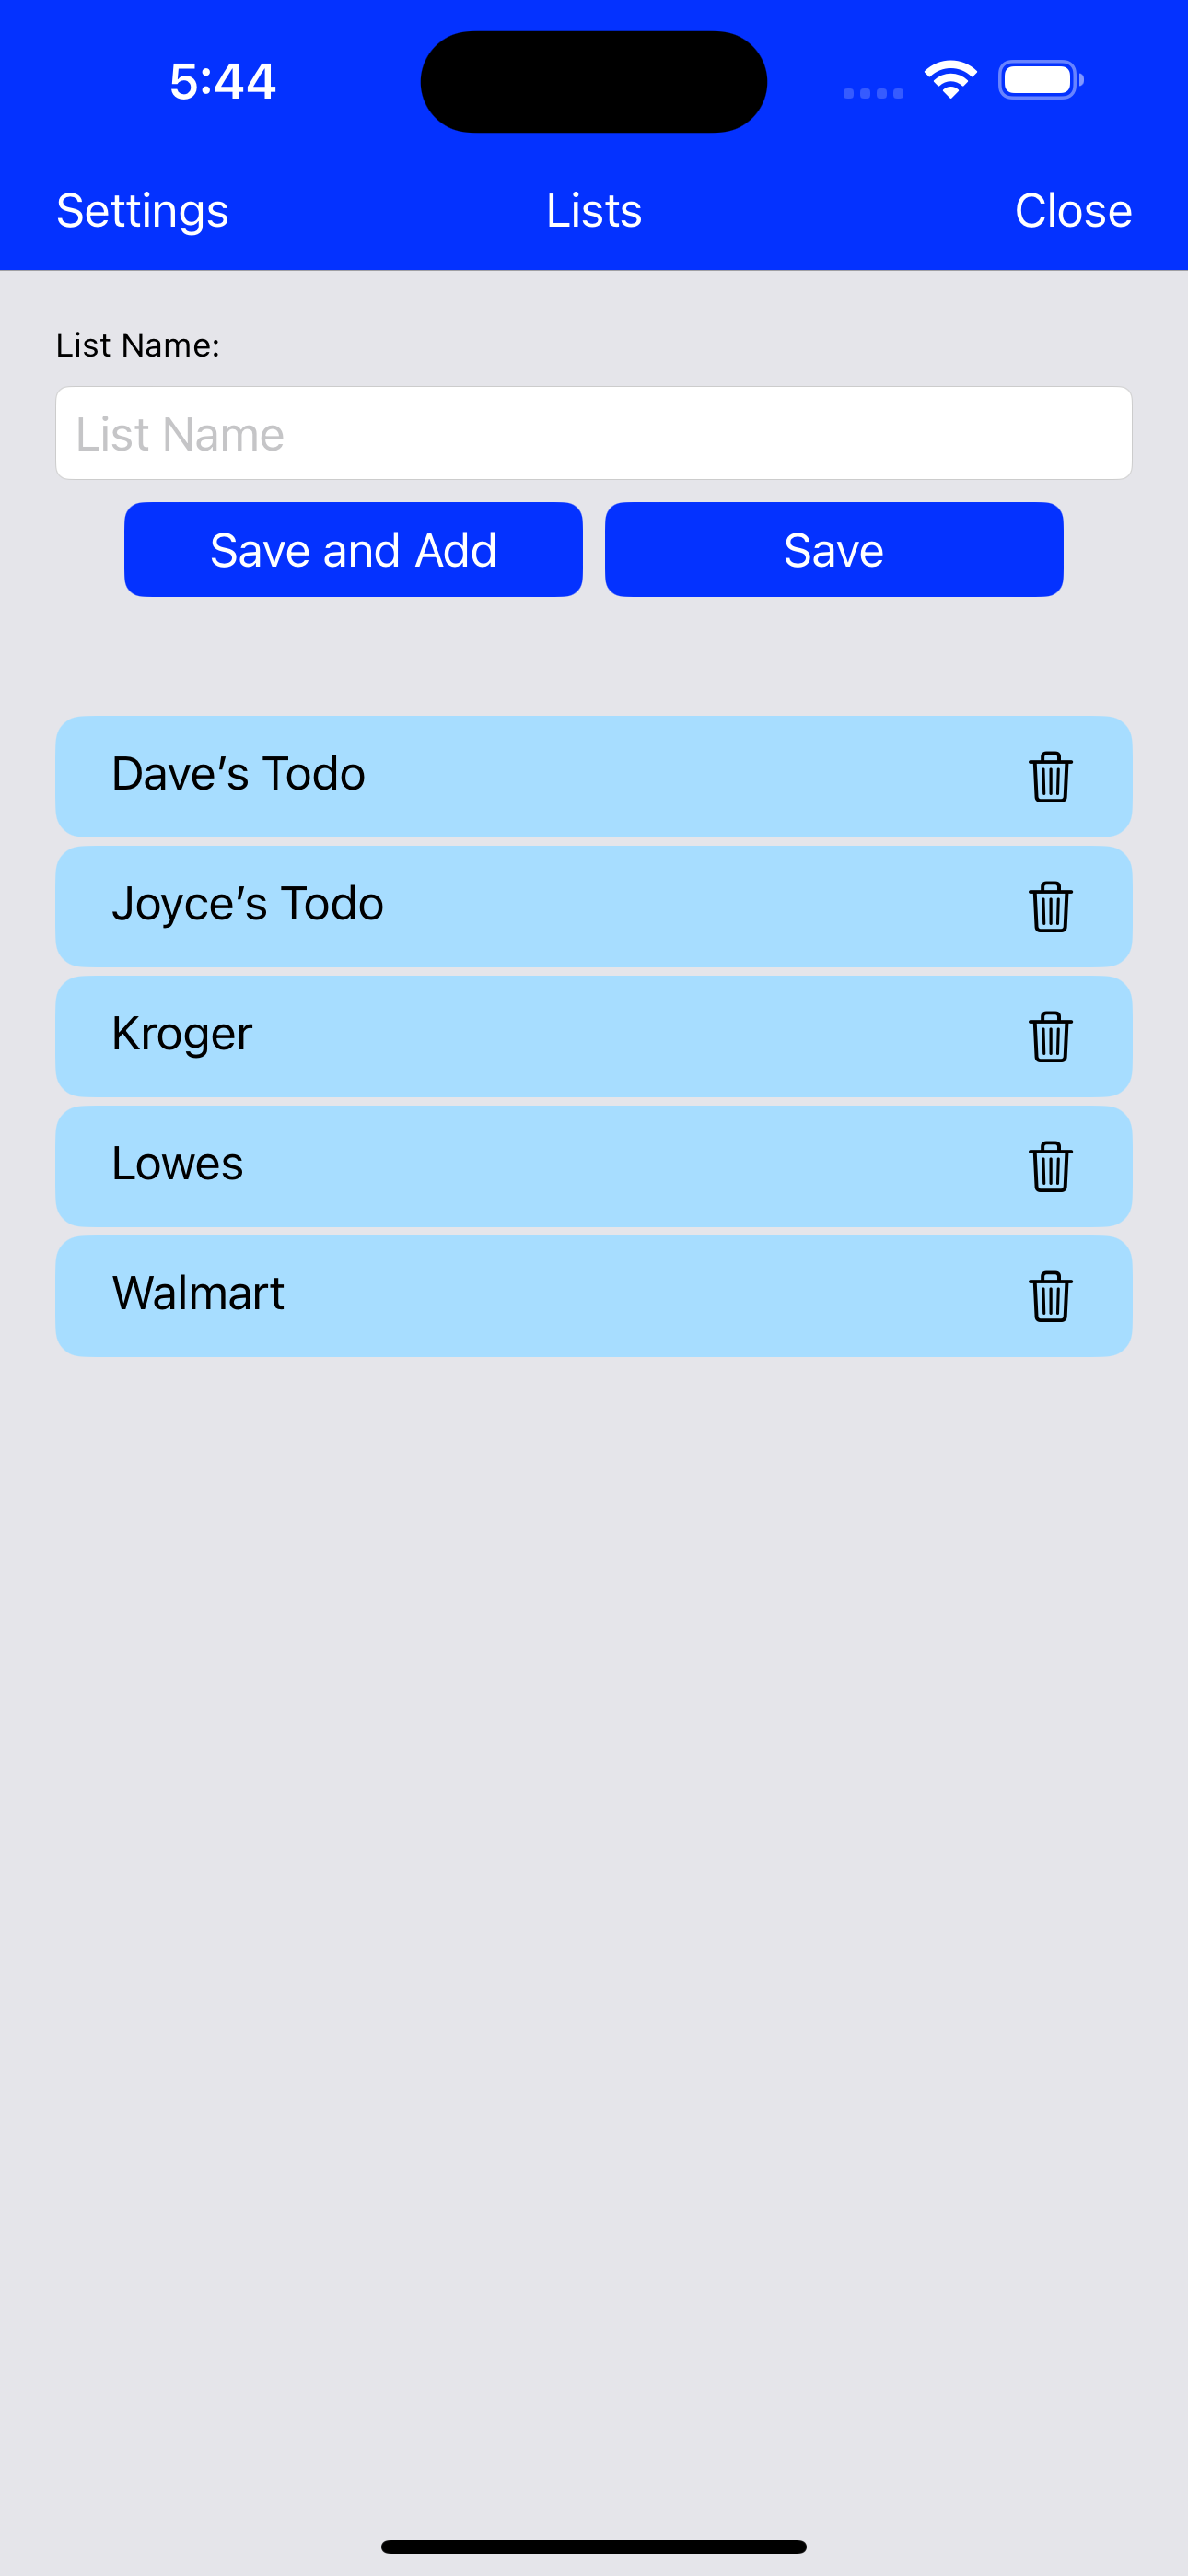 5:44
Settings Lists Close
List Name:
List Name
Save and Add Save
Dave’s Todo
Joyce’s Todo
Kroger
Lowes
Walmart